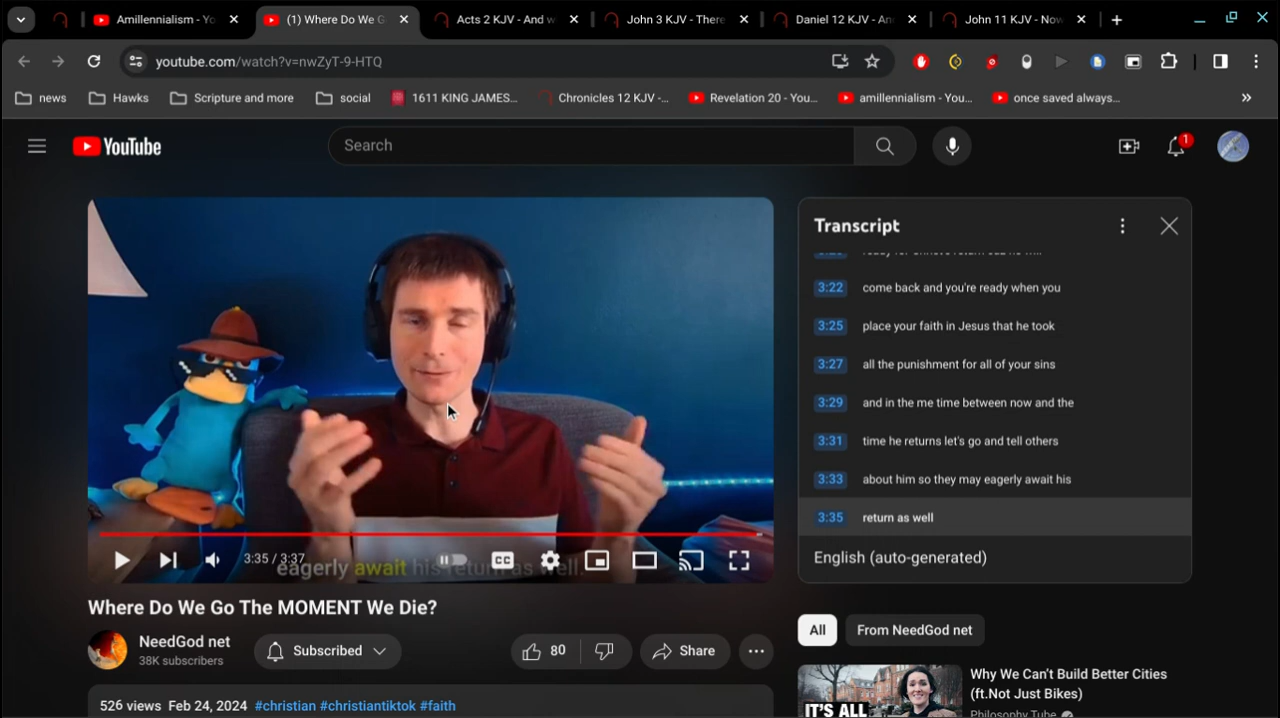 Amillennialism - Yo
(1) Where Do We G
Acts 2 KJV - And w
John 3 KJV - There
Daniel 12 KJV - An
John 11 KJV - Now
youtube.com/watch?v=nwZyT-9-HTQ
news
Hawks
Scripture and more
social
1611 KING JAMES...
Chronicles 12 KJV -...
Revelation 20 - You...
amillennialism - You...
once saved always...
YouTube
Search
1
Transcript
3:22 come back and you're ready when you
3:25 place your faith in Jesus that he took
3:27 all the punishment for all of your sins
3:29 and in the me time between now and the
3:31 time he returns let's go and tell others
3:33 about him so they may eagerly await his
3:35 return as well
English (auto-generated)
3:35 / 3:37
CC
eagerly await his return as well.
Where Do We Go The MOMENT We Die?
NeedGod net
38K subscribers
Subscribed
80
Share
All
From NeedGod net
526 views Feb 24, 2024 #christian #christiantiktok #faith
IT'S ALL
Why We Can't Build Better Cities
(ft.Not Just Bikes)
Philosophy Tube